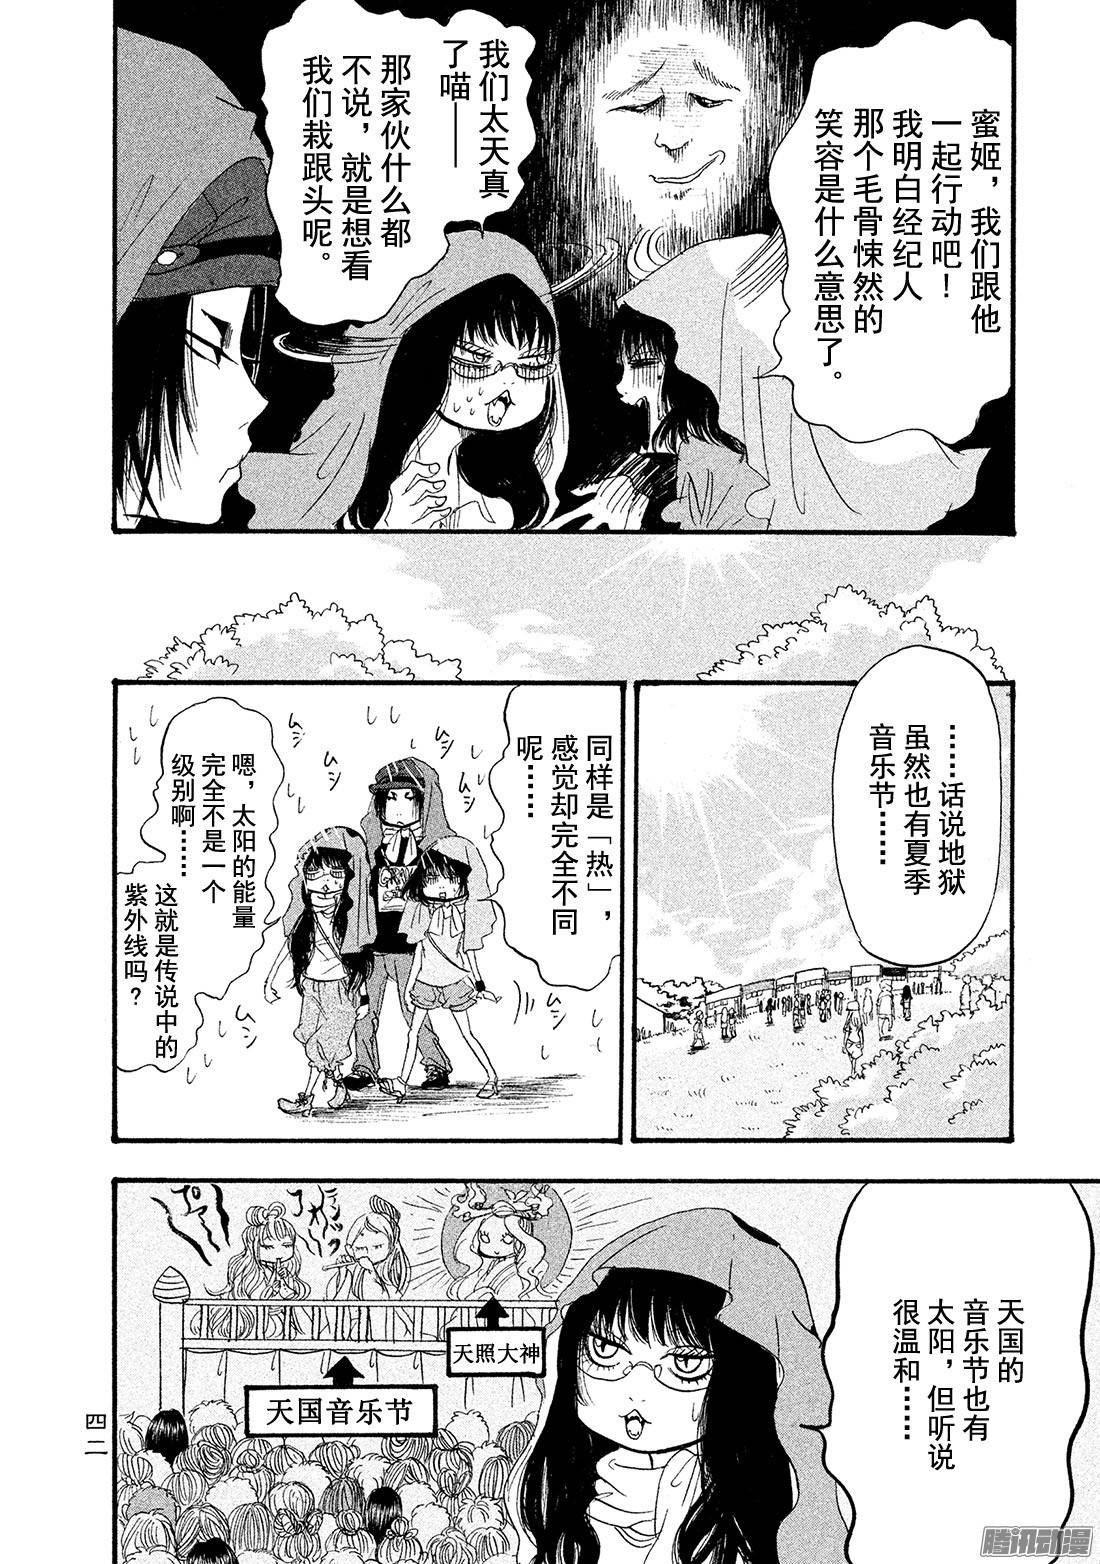 蜜姬，我们跟他
一起行动吧！
我明白经纪人
那个毛骨悚然的
笑容是什么意思了。
我们太天真
了喵——
那家伙什么都
不说，就是想看
我们栽跟头呢。
……话说地狱
虽然也有夏季
音乐节……
同样是「热」，
感觉却完全不同
呢……
ムシ
ムシ
嗯，太阳的能量
完全不是一个
级别啊……
这就是传说中的
紫外线吗？
天国的
音乐节也有
太阳，但听说
很温和……
天照大神
天国音乐节
四二
腾讯动漫